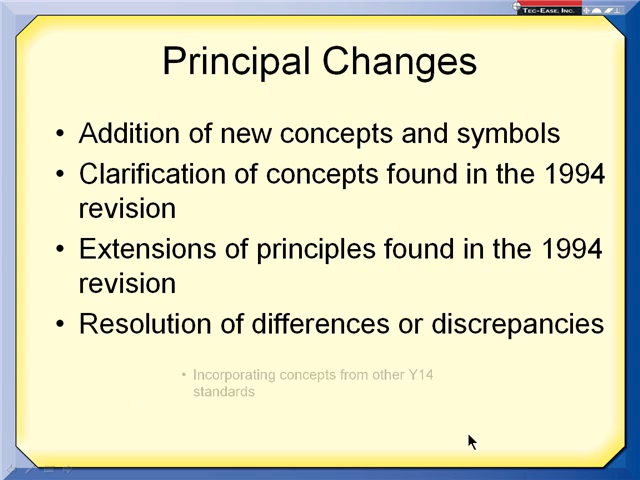 TEC-EASE, INC.
Principal Changes
• Addition of new concepts and symbols
• Clarification of concepts found in the 1994
revision
• Extensions of principles found in the 1994
revision
• Resolution of differences or discrepancies
• Incorporating concepts from other Y14
standards